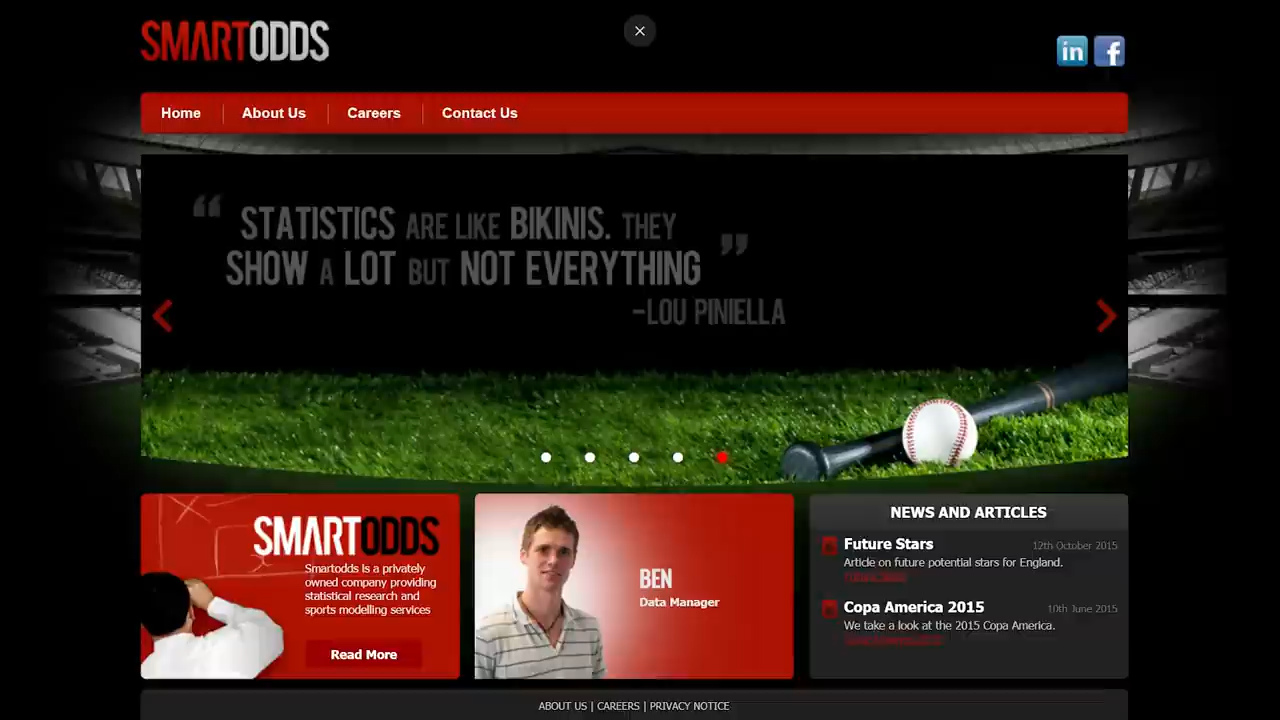 SMARTODDS
in f
Home
About Us
Careers
Contact Us
“ STATISTICS ARE LIKE BIKINIS. THEY
SHOW A LOT BUT NOT EVERYTHING ”
–LOU PINIELLA
SMARTODDS
Smartodds is a privately
owned company providing
statistical research and
sports modelling services
Read More
BEN
Data Manager
NEWS AND ARTICLES
Future Stars 12th October 2015
Article on future potential stars for England.
Copa America 2015 10th June 2015
We take a look at the 2015 Copa America.
ABOUT US | CAREERS | PRIVACY NOTICE